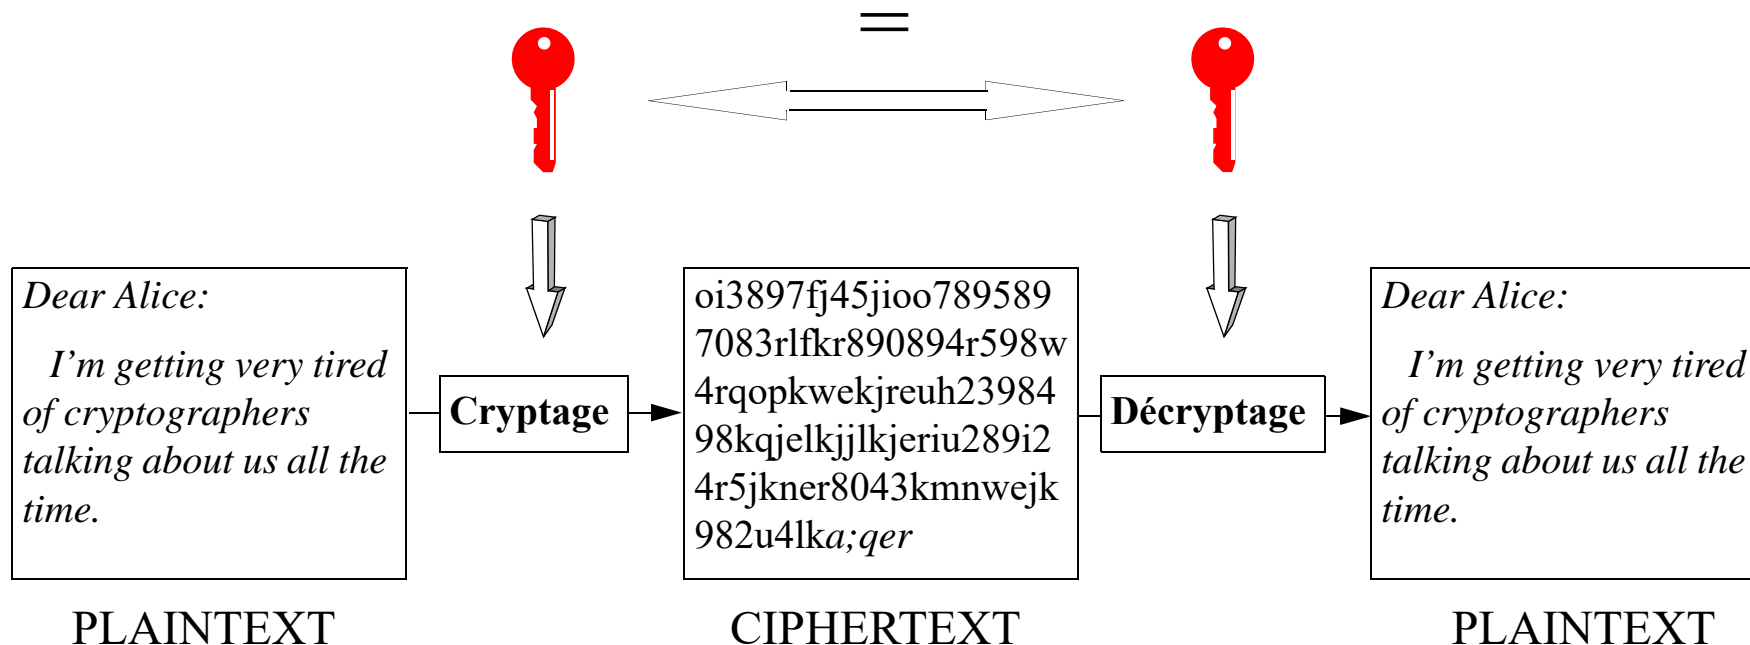 =
Dear Alice:
I’m getting very tired
of cryptographers
talking about us all the
time.
Cryptage
oi3897fj45jioo789589
7083rlfkr890894r598w
4rqopkwekjreuh23984
98kqjelkjjlkjeriu289i2
4r5jkner8043kmnwejk
982u4lka;qer
Décryptage
Dear Alice:
I’m getting very tired
of cryptographers
talking about us all the
time.
PLAINTEXT
CIPHERTEXT
PLAINTEXT